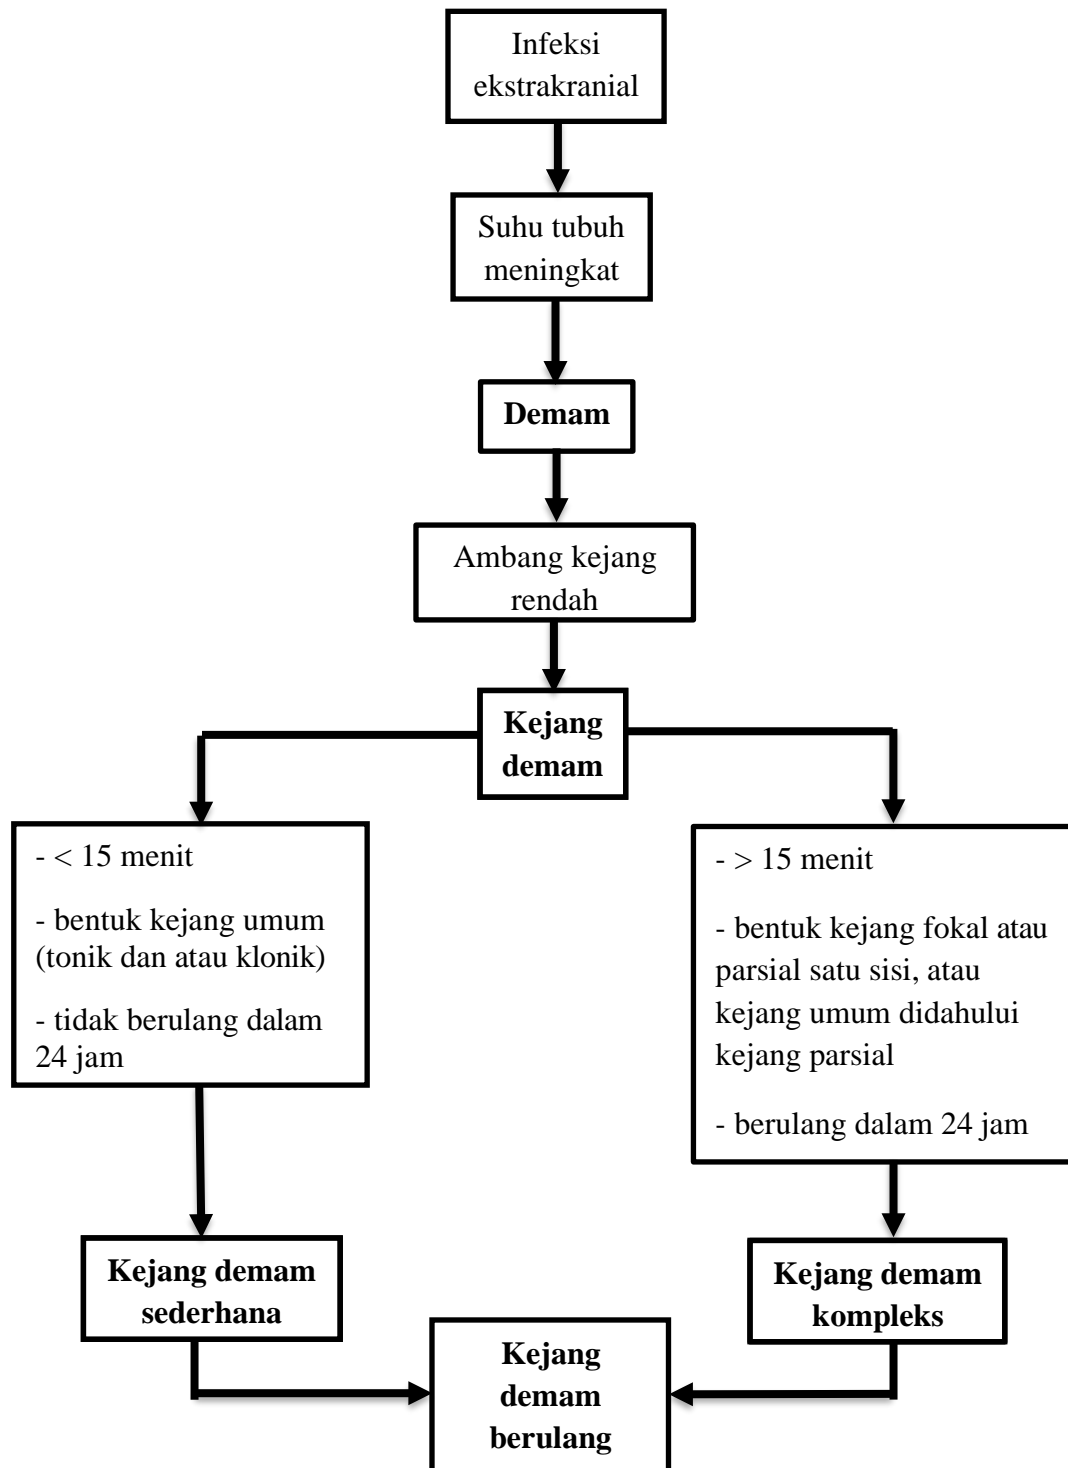 Infeksi
ekstrakranial
Suhu tubuh
meningkat
Demam
Ambang kejang
rendah
Kejang
demam
- < 15 menit
- bentuk kejang umum
(tonik dan atau klonik)
- tidak berulang dalam
24 jam
- > 15 menit
- bentuk kejang fokal atau
parsial satu sisi, atau
kejang umum didahului
kejang parsial
- berulang dalam 24 jam
Kejang demam
sederhana
Kejang demam
kompleks
Kejang
demam
berulang